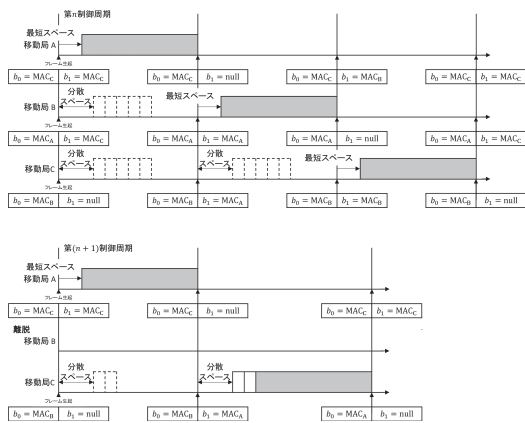 第n制御周期
最短スペース
移動局 A
フレーム生起
b₀ = MAC_C b₁ = MAC_C
b₀ = MAC_C b₁ = null
b₀ = MAC_C b₁ = MAC_B
b₀ = MAC_C b₁ = MAC_C
分散
スペース
最短スペース
移動局 B
フレーム生起
b₀ = MAC_A b₁ = MAC_C
b₀ = MAC_A b₁ = MAC_C
b₀ = MAC_A b₁ = null
b₀ = MAC_A b₁ = MAC_C
分散
スペース
分散
スペース
最短スペース
移動局C
フレーム生起
b₀ = MAC_B b₁ = null
b₀ = MAC_B b₁ = MAC_A
b₀ = MAC_B b₁ = MAC_A
b₀ = MAC_B b₁ = null
第(n + 1)制御周期
最短スペース
移動局 A
フレーム生起
b₀ = MAC_C b₁ = MAC_C
b₀ = MAC_C b₁ = null
b₀ = MAC_C b₁ = MAC_C
離脱
移動局 B
分散
スペース
分散
スペース
移動局C
フレーム生起
b₀ = MAC_B b₁ = null
b₀ = MAC_B b₁ = MAC_A
b₀ = MAC_A b₁ = null